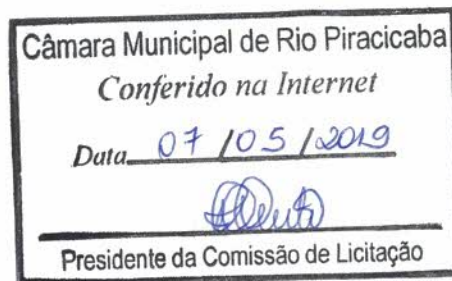 Câmara Municipal de Rio Piracicaba
Conferido na Internet
Data 07/05/2019
Presidente da Comissão de Licitação